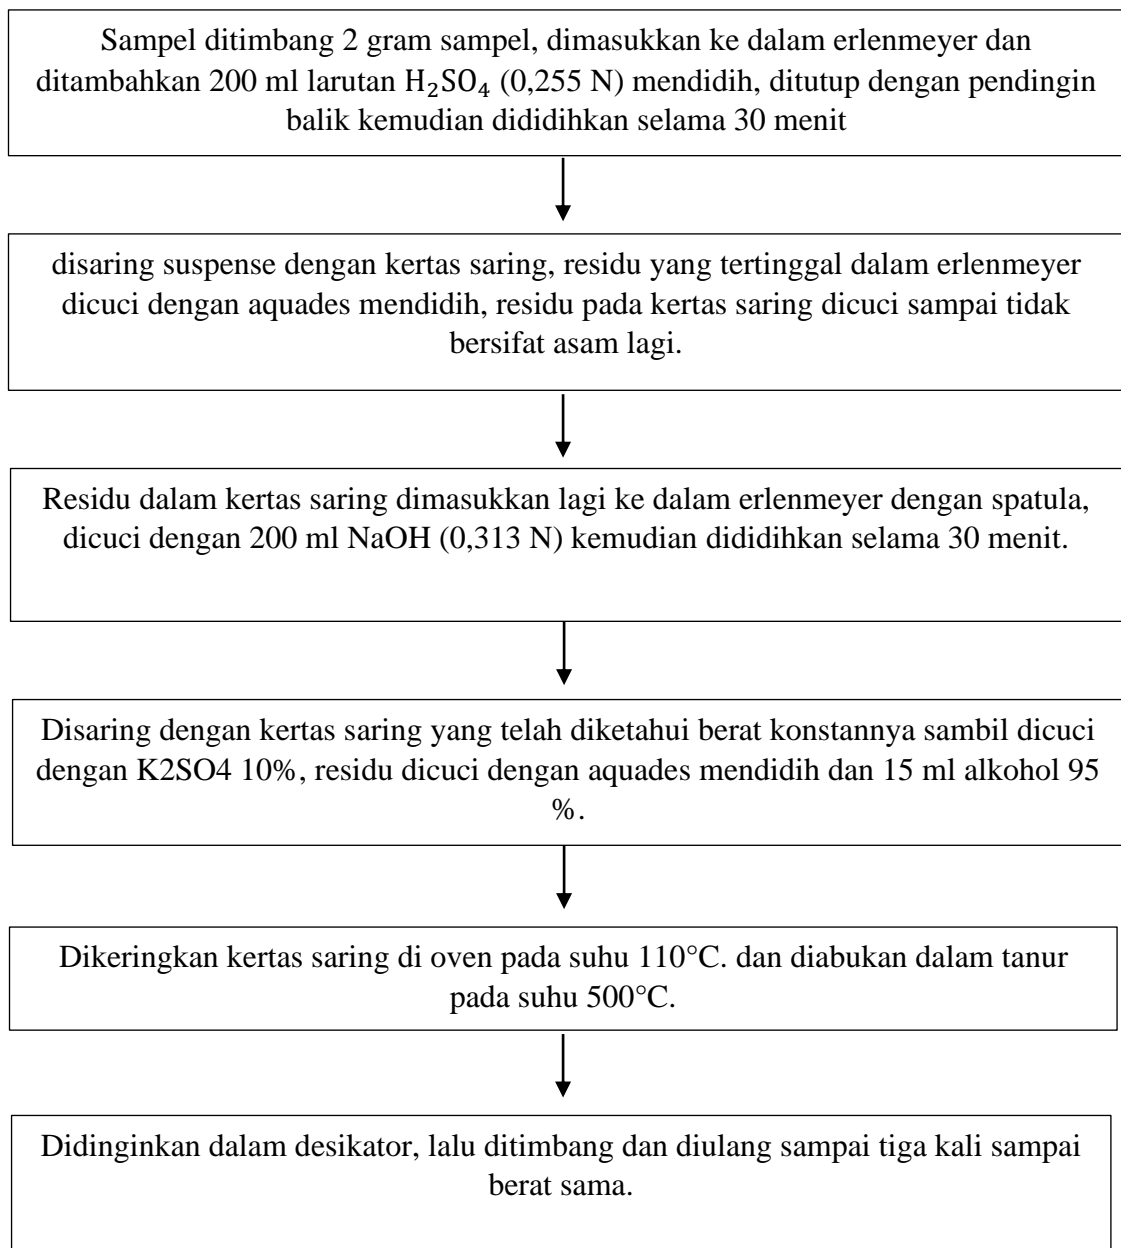 Sampel ditimbang 2 gram sampel, dimasukkan ke dalam erlenmeyer dan
ditambahkan 200 ml larutan H₂SO₄ (0,255 N) mendidih, ditutup dengan pendingin
balik kemudian dididihkan selama 30 menit
disaring suspense dengan kertas saring, residu yang tertinggal dalam erlenmeyer
dicuci dengan aquades mendidih, residu pada kertas saring dicuci sampai tidak
bersifat asam lagi.
Residu dalam kertas saring dimasukkan lagi ke dalam erlenmeyer dengan spatula,
dicuci dengan 200 ml NaOH (0,313 N) kemudian dididihkan selama 30 menit.
Disaring dengan kertas saring yang telah diketahui berat konstannya sambil dicuci
dengan K2SO4 10%, residu dicuci dengan aquades mendidih dan 15 ml alkohol 95
%.
Dikeringkan kertas saring di oven pada suhu 110°C. dan diabukan dalam tanur
pada suhu 500°C.
Didinginkan dalam desikator, lalu ditimbang dan diulang sampai tiga kali sampai
berat sama.